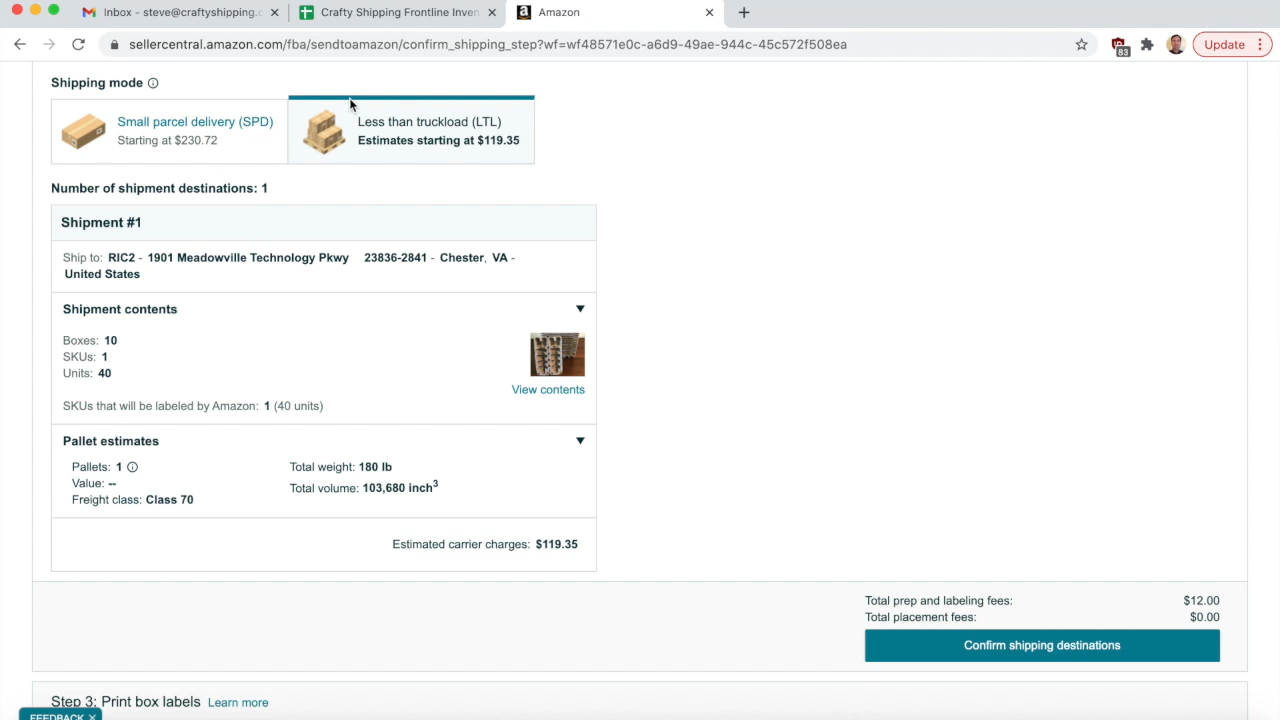 Inbox - steve@craftyshipping.c
Crafty Shipping Frontline Inven
Amazon
sellercentral.amazon.com/fba/sendtoamazon/confirm_shipping_step?wf=wf48571e0c-a6d9-49ae-944c-45c572f508ea
83
Update
Shipping mode
Small parcel delivery (SPD)
Starting at $230.72
Less than truckload (LTL)
Estimates starting at $119.35
Number of shipment destinations: 1
Shipment #1
Ship to: RIC2 - 1901 Meadowville Technology Pkwy 23836-2841 - Chester, VA -
United States
Shipment contents
Boxes: 10
SKUs: 1
Units: 40
View contents
SKUs that will be labeled by Amazon: 1 (40 units)
Pallet estimates
Pallets: 1
Value: --
Freight class: Class 70
Total weight: 180 lb
Total volume: 103,680 inch³
Estimated carrier charges: $119.35
Total prep and labeling fees: $12.00
Total placement fees: $0.00
Confirm shipping destinations
Step 3: Print box labels Learn more
FEEDBACK